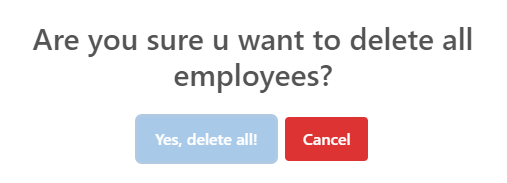 Are you sure u want to delete all
employees?
Yes, delete all! Cancel